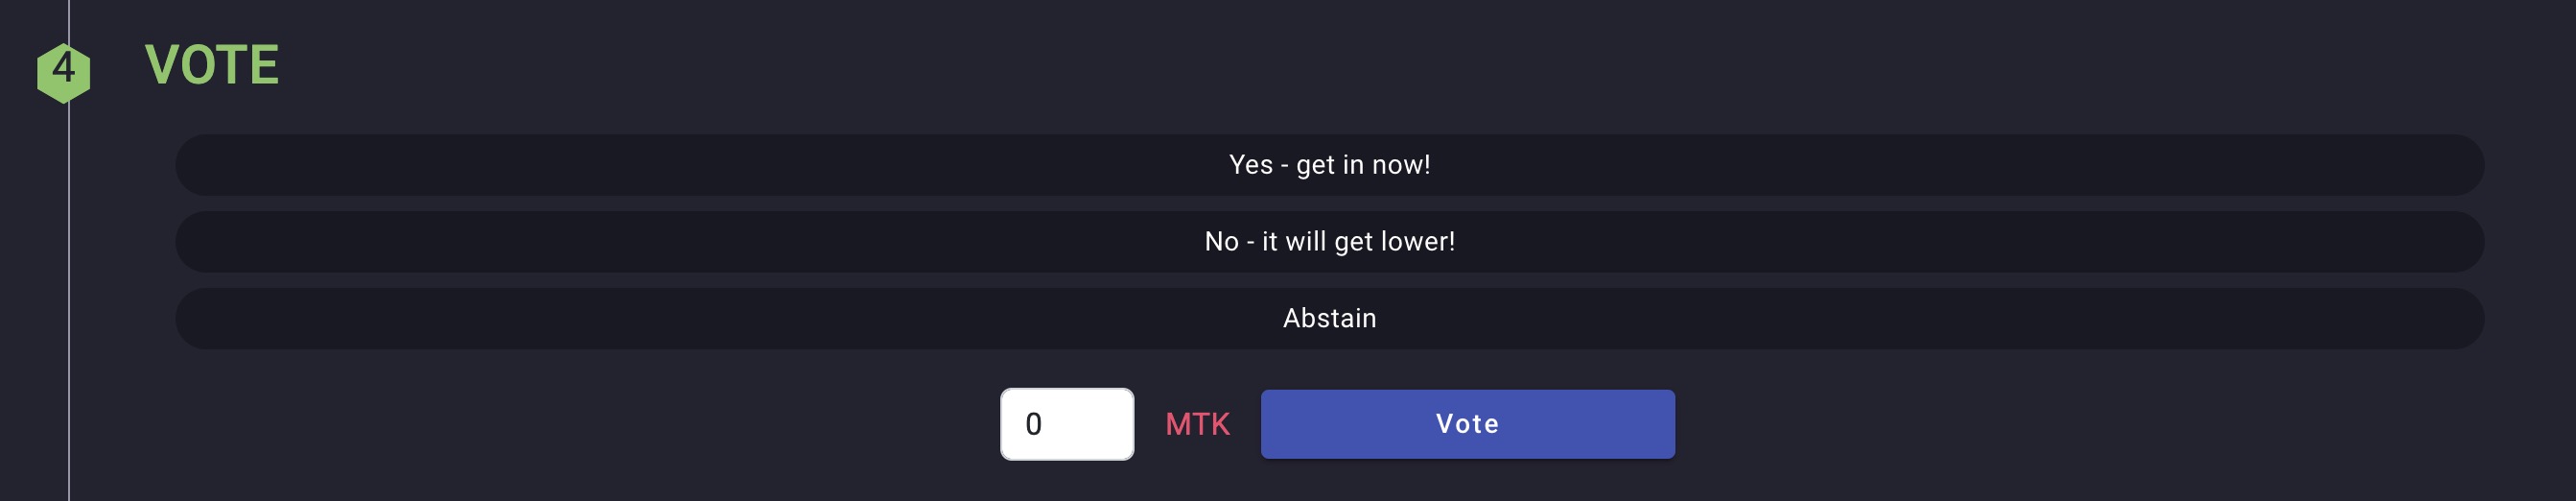 4 VOTE
Yes - get in now!
No - it will get lower!
Abstain
0 MTK Vote